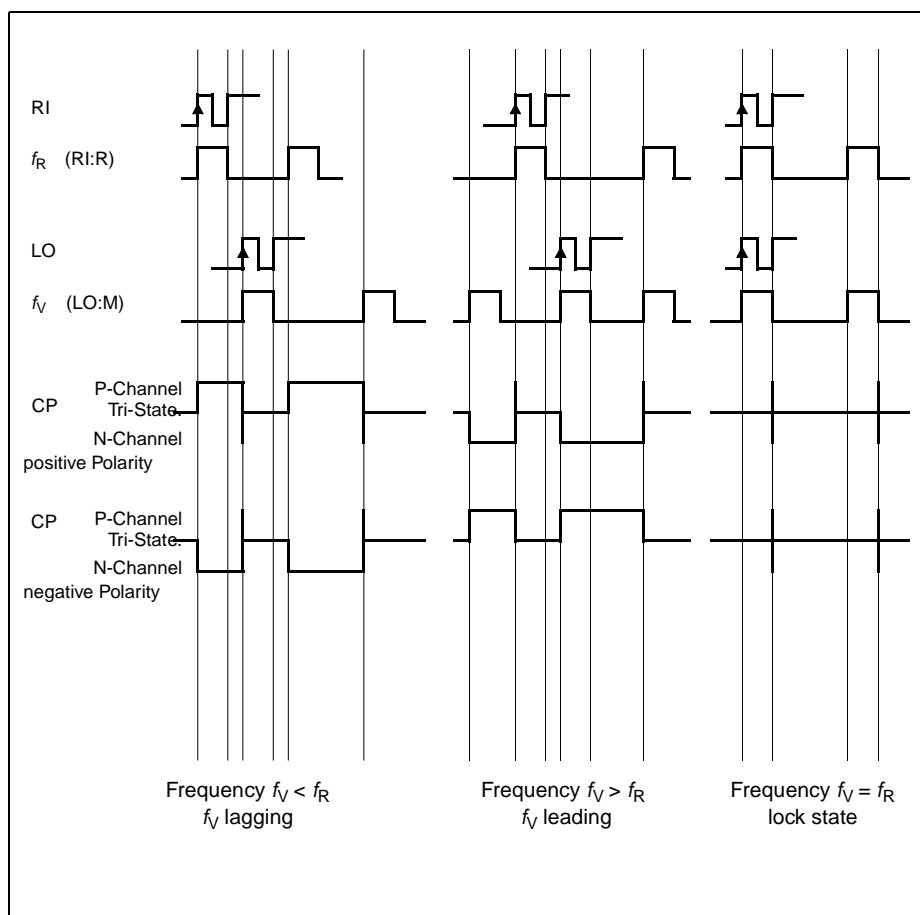 RI
fR (RI:R)
LO
fV (LO:M)
P-Channel
CP Tri-State.
N-Channel
positive Polarity
P-Channel
CP Tri-State.
N-Channel
negative Polarity
Frequency fV < fR
fV lagging
Frequency fV > fR
fV leading
Frequency fV = fR
lock state